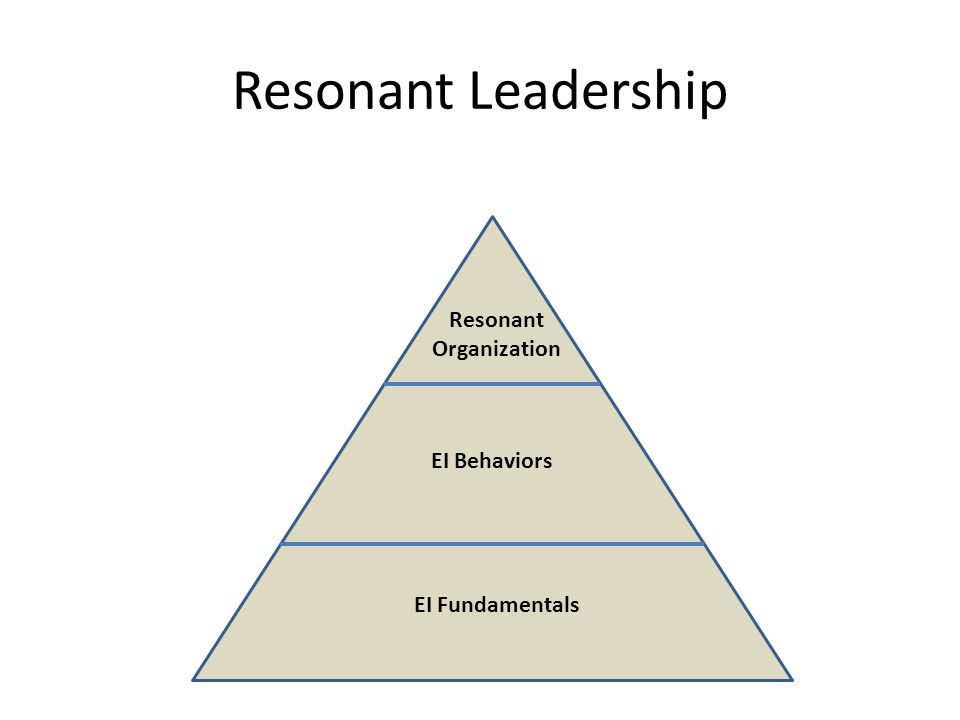 Resonant Leadership
Resonant
Organization
EI Behaviors
EI Fundamentals